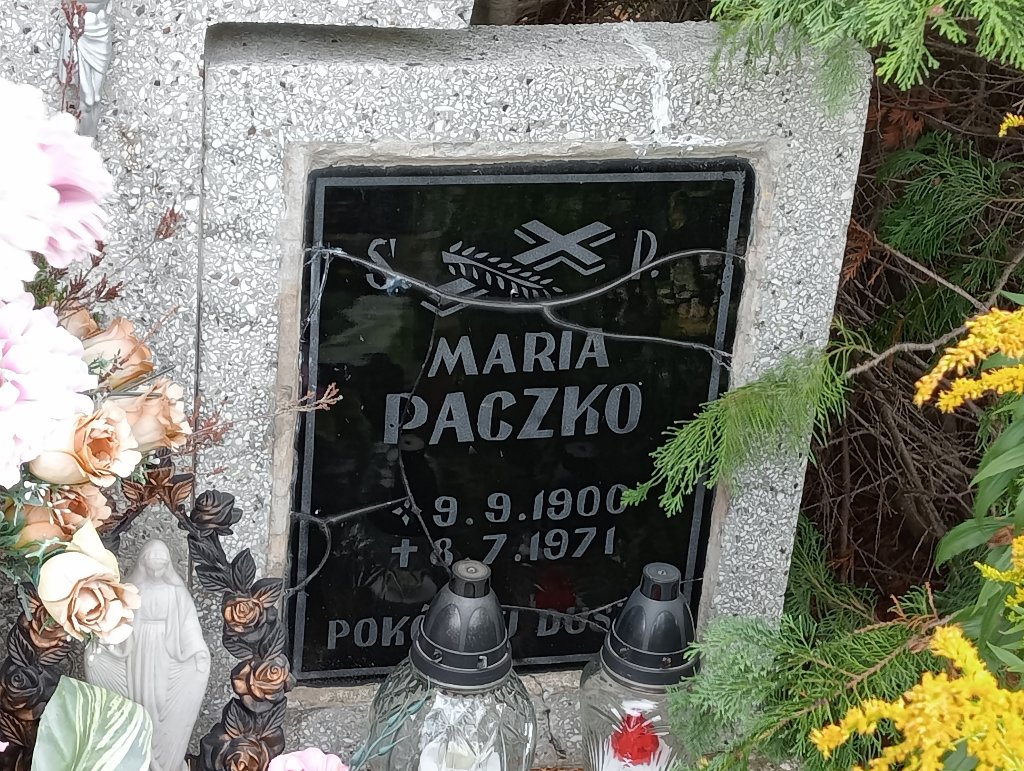 S P.
MARIA
PACZKO
9.9.1900
8.7.1971